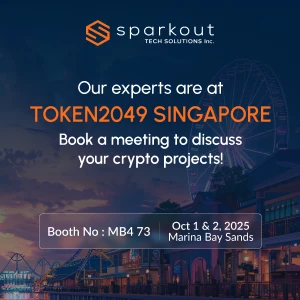 sparkout
TECH SOLUTIONS Inc.
Our experts are at
TOKEN2049 SINGAPORE
Book a meeting to discuss
your crypto projects!
Booth No : MB4 73
Oct 1 & 2, 2025
Marina Bay Sands